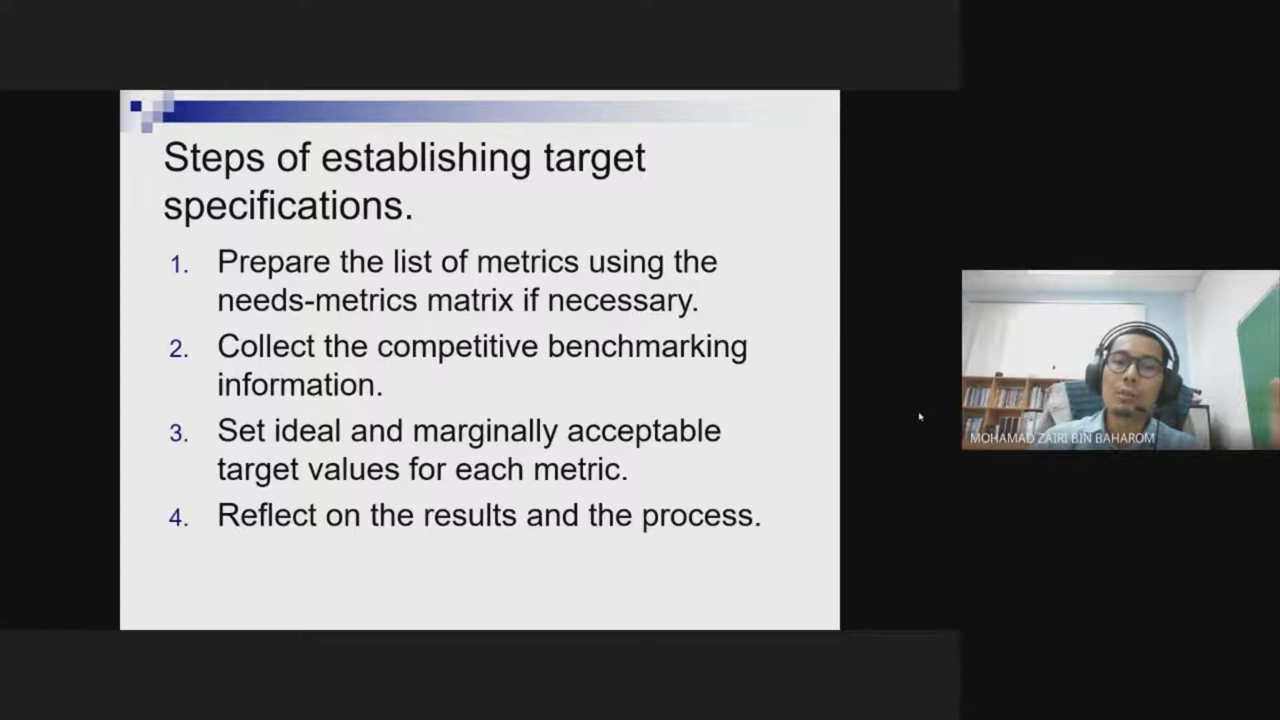 Steps of establishing target
specifications.
1. Prepare the list of metrics using the
needs-metrics matrix if necessary.
2. Collect the competitive benchmarking
information.
3. Set ideal and marginally acceptable
target values for each metric.
4. Reflect on the results and the process.
MOHAMAD ZAIRI BIN BAHAROM